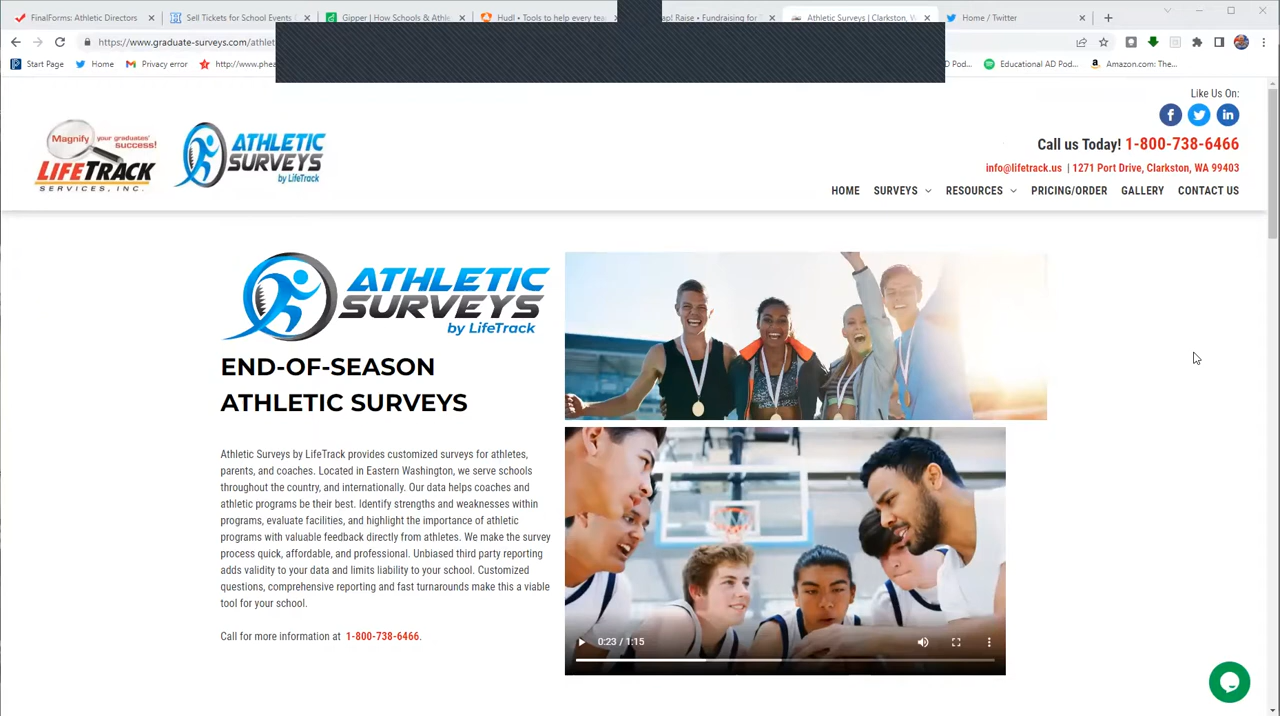 FinalForms: Athletic Directors
Sell Tickets for School Events
Gipper | How Schools & Athle
Hudl • Tools to help every tea
ap! Raise • Fundraising for
Athletic Surveys | Clarkston, W
Home / Twitter
https://www.graduate-surveys.com/athlet
Start Page
Home
Privacy error
http://www.phea
D Pod...
Educational AD Pod...
Amazon.com: The...
Magnify your graduates' success!
LIFETRACK
SERVICES, INC.
ATHLETIC
SURVEYS
by LifeTrack
Like Us On:
Call us Today! 1-800-738-6466
info@lifetrack.us | 1271 Port Drive, Clarkston, WA 99403
HOME SURVEYS RESOURCES PRICING/ORDER GALLERY CONTACT US
ATHLETIC
SURVEYS
by LifeTrack
END-OF-SEASON
ATHLETIC SURVEYS
Athletic Surveys by LifeTrack provides customized surveys for athletes,
parents, and coaches. Located in Eastern Washington, we serve schools
throughout the country, and internationally. Our data helps coaches and
athletic programs be their best. Identify strengths and weaknesses within
programs, evaluate facilities, and highlight the importance of athletic
programs with valuable feedback directly from athletes. We make the survey
process quick, affordable, and professional. Unbiased third party reporting
adds validity to your data and limits liability to your school. Customized
questions, comprehensive reporting and fast turnarounds make this a viable
tool for your school.
Call for more information at 1-800-738-6466.
0:23 / 1:15